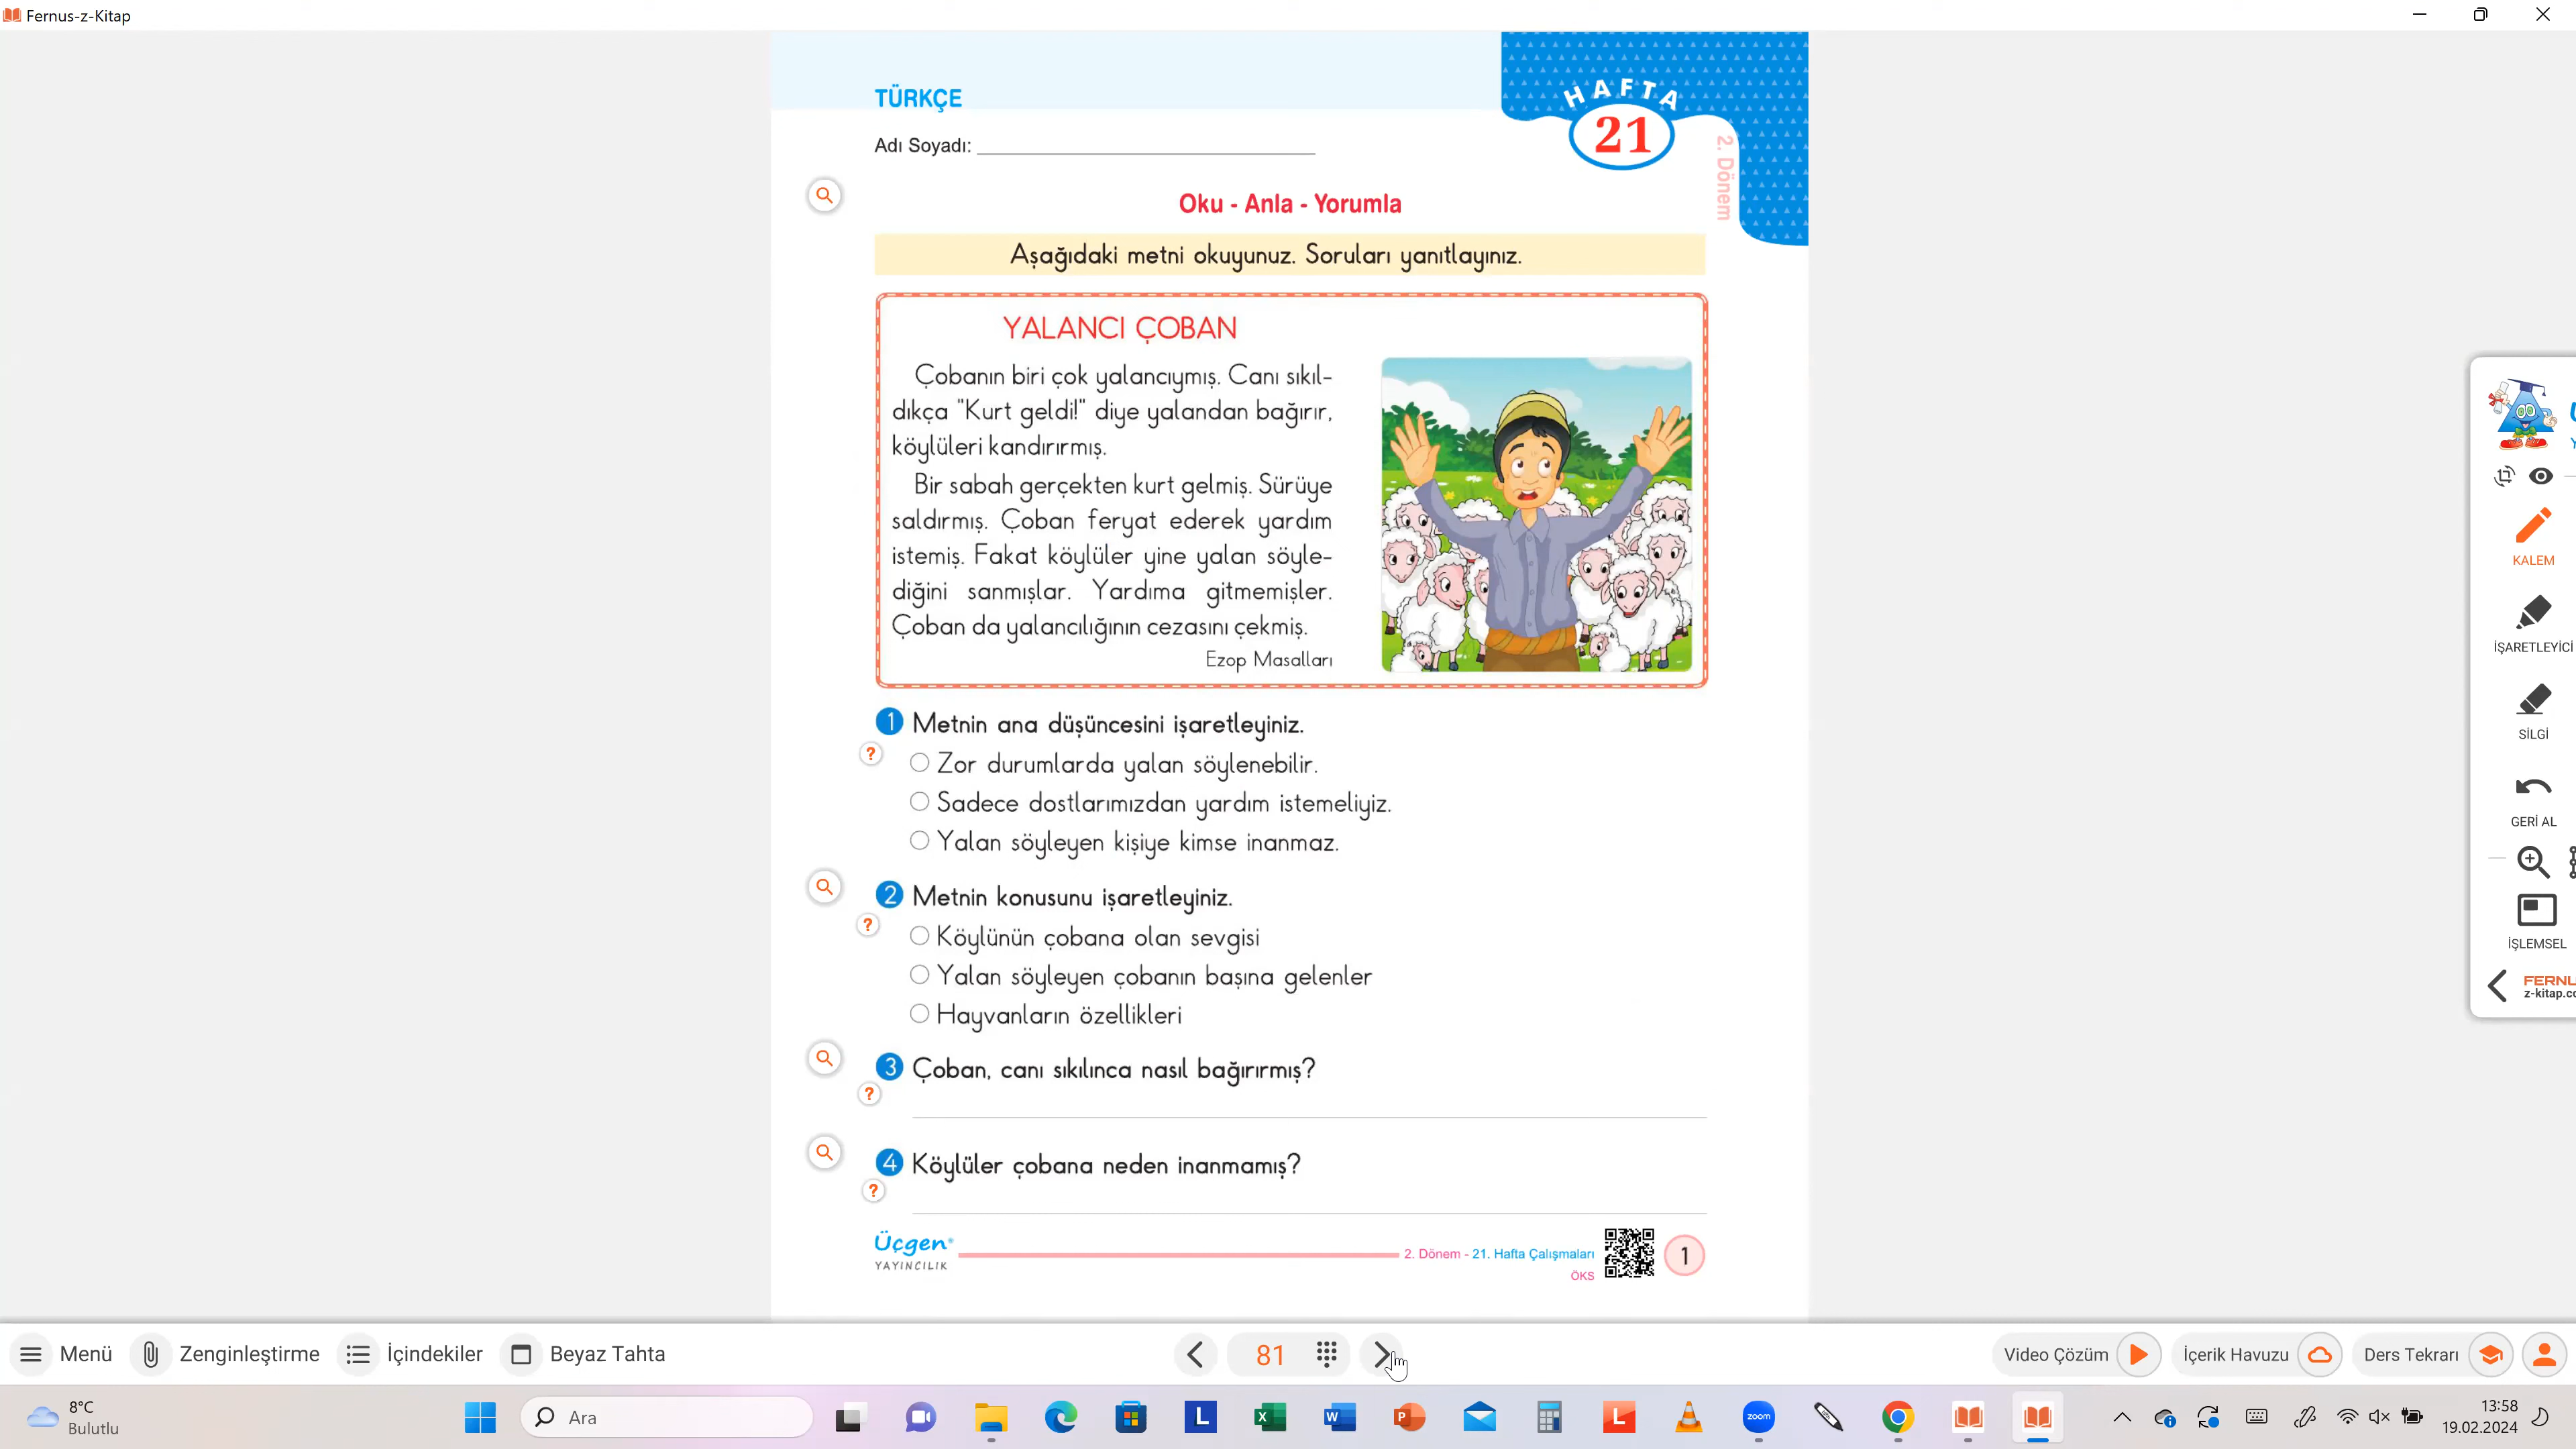 Fernus-z-Kitap
TÜRKÇE
HAFTA
21
2. Dönem
Adı Soyadı:
Oku - Anla - Yorumla
Aşağıdaki metni okuyunuz. Soruları yanıtlayınız.
YALANCI ÇOBAN
Çobanın biri çok yalancıymış. Canı sıkıl-
dıkça "Kurt geldi!" diye yalandan bağırır,
köylüleri kandırırmış.
Bir sabah gerçekten kurt gelmiş. Sürüye
saldırmış. Çoban feryat ederek yardım
istemiş. Fakat köylüler yine yalan söyle-
diğini sanmışlar. Yardıma gitmemişler.
Çoban da yalancılığının cezasını çekmiş.
Ezop Masalları
1 Metnin ana düşüncesini işaretleyiniz.
?
Zor durumlarda yalan söylenebilir.
Sadece dostlarımızdan yardım istemeliyiz.
Yalan söyleyen kişiye kimse inanmaz.
2 Metnin konusunu işaretleyiniz.
?
Köylünün çobana olan sevgisi
Yalan söyleyen çobanın başına gelenler
Hayvanların özellikleri
3 Çoban, canı sıkılınca nasıl bağırırmış?
?
4 Köylüler çobana neden inanmamış?
?
Üçgen
YAYINCILIK
2. Dönem - 21. Hafta Çalışmaları
ÖKS
1
KALEM
İŞARETLEYİCİ
SİLGİ
GERİ AL
İŞLEMSEL
Menü
Zenginleştirme
İçindekiler
Beyaz Tahta
81
Video Çözüm
İçerik Havuzu
Ders Tekrarı
8°C
Bulutlu
Ara
zoom
13:58
19.02.2024